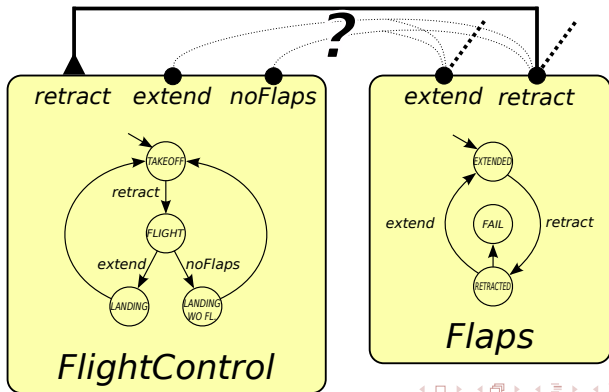 ?
retract extend noFlaps
extend retract
TAKEOFF
retract
FLIGHT
extend noFlaps
LANDING
LANDING
WO FL.
FlightControl
EXTENDED
extend
FAIL
retract
RETRACTED
Flaps